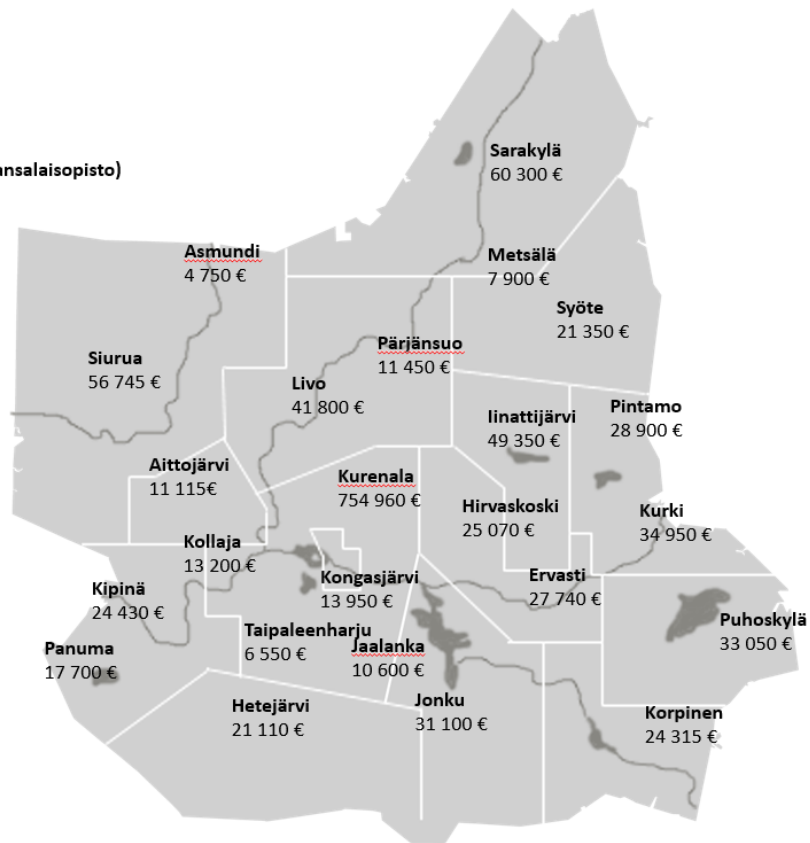 ansalaisopisto)
Sarakylä
60 300 €
Asmundi
4 750 €
Metsälä
7 900 €
Syöte
21 350 €
Siurua
56 745 €
Pärjänsuo
11 450 €
Livo
41 800 €
Iinattijärvi
49 350 €
Pintamo
28 900 €
Aittojärvi
11 115€
Kurenala
754 960 €
Hirvaskoski
25 070 €
Kurki
34 950 €
Kollaja
13 200 €
Kipinä
24 430 €
Kongasjärvi
13 950 €
Ervasti
27 740 €
Puhoskylä
33 050 €
Taipaleenharju
6 550 €
Jaalanka
10 600 €
Panuma
17 700 €
Hetejärvi
21 110 €
Jonku
31 100 €
Korpinen
24 315 €